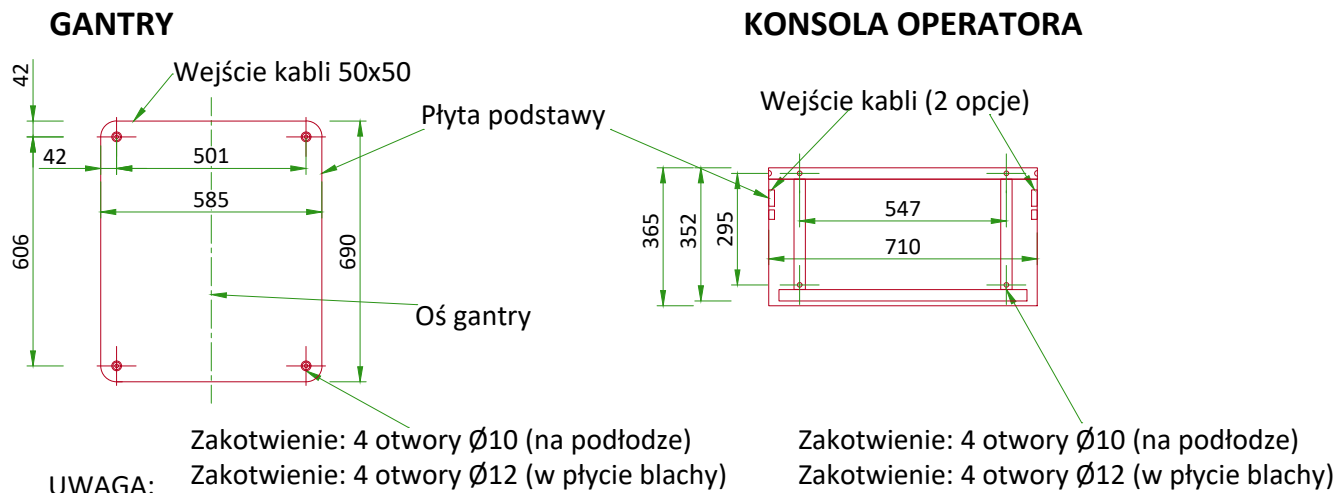 GANTRY
Wejście kabli 50x50
42
42
501
585
606
690
Płyta podstawy
Oś gantry
Zakotwienie: 4 otwory Ø10 (na podłodze)
Zakotwienie: 4 otwory Ø12 (w płycie blachy)
UWAGA:
KONSOLA OPERATORA
Wejście kabli (2 opcje)
365
352
295
547
710
Zakotwienie: 4 otwory Ø10 (na podłodze)
Zakotwienie: 4 otwory Ø12 (w płycie blachy)